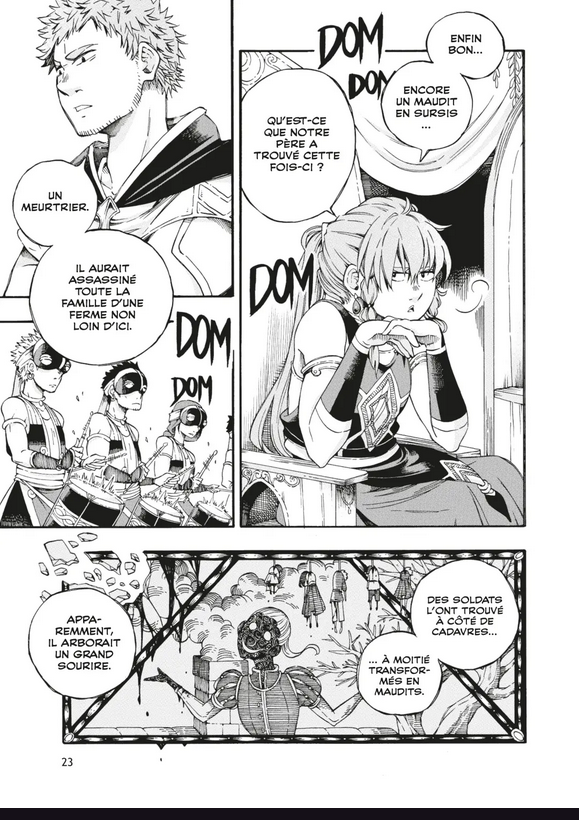 DOM
DOM
ENFIN
BON...
ENCORE
UN MAUDIT
EN SURSIS
...
QU'EST-CE
QUE NOTRE
PÈRE A
TROUVÉ CETTE
FOIS-CI ?
DOM
UN
MEURTRIER.
IL AURAIT
ASSASSINÉ
TOUTE LA
FAMILLE D'UNE
FERME NON
LOIN D'ICI.
DOM
DOM
DES SOLDATS
L'ONT TROUVÉ
À CÔTÉ DE
CADAVRES...
... À MOITIÉ
TRANSFOR-
MÉS EN
MAUDITS.
APPA-
REMMENT,
IL ARBORAIT
UN GRAND
SOURIRE.
23